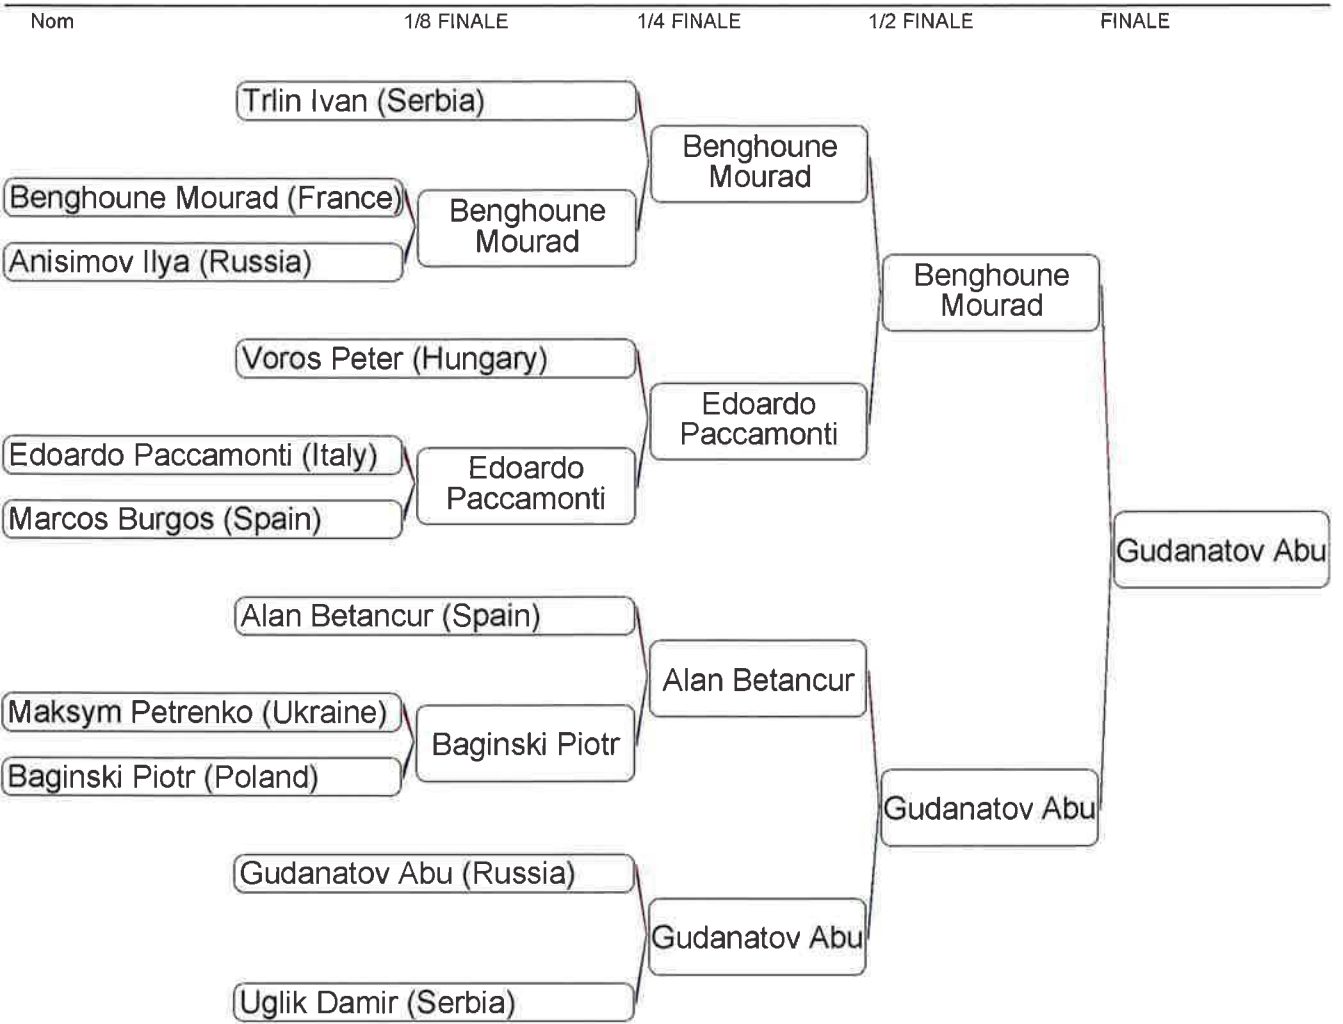 Nom 1/8 FINALE 1/4 FINALE 1/2 FINALE FINALE
Trlin Ivan (Serbia)
Benghoune
Mourad
Benghoune Mourad (France)
Benghoune
Mourad
Anisimov Ilya (Russia)
Benghoune
Mourad
Voros Peter (Hungary)
Edoardo
Paccamonti
Edoardo Paccamonti (Italy)
Edoardo
Paccamonti
Marcos Burgos (Spain)
Gudanatov Abu
Alan Betancur (Spain)
Alan Betancur
Maksym Petrenko (Ukraine)
Baginski Piotr
Baginski Piotr (Poland)
Gudanatov Abu
Gudanatov Abu (Russia)
Gudanatov Abu
Uglik Damir (Serbia)